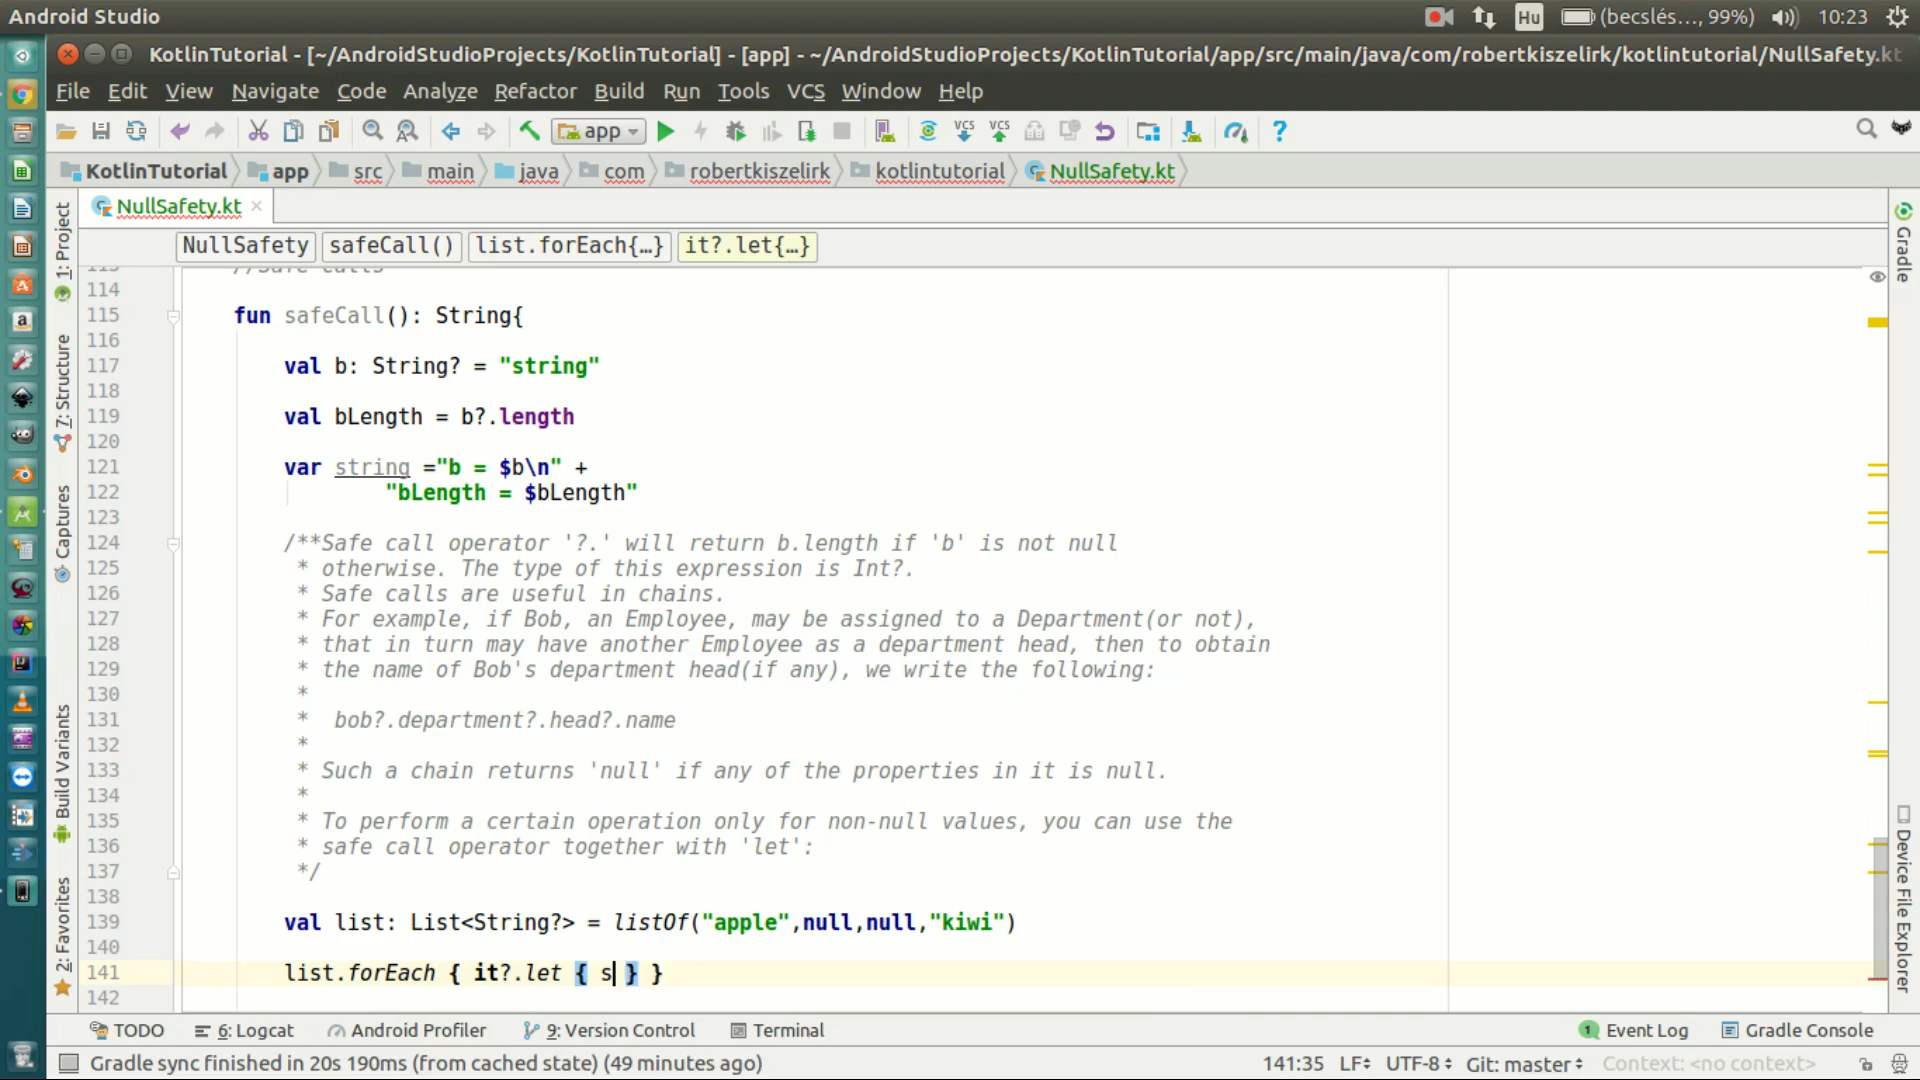 Android Studio
Hu (becslés..., 99%) 10:23
KotlinTutorial - [~/AndroidStudioProjects/KotlinTutorial] - [app] - ~/AndroidStudioProjects/KotlinTutorial/app/src/main/java/com/robertkiszelirk/kotlintutorial/NullSafety.kt
File Edit View Navigate Code Analyze Refactor Build Run Tools VCS Window Help
app VCS VCS ?
KotlinTutorial app src main java com robertkiszelirk kotlintutorial NullSafety.kt
NullSafety.kt
NullSafety safeCall() list.forEach{...} it?.let{...}
114
115 fun safeCall(): String{
116
117 val b: String? = "string"
118
119 val bLength = b?.length
120
121 var string ="b = $b\n" +
122 "bLength = $bLength"
123
124 /**Safe call operator '?.' will return b.length if 'b' is not null
125 * otherwise. The type of this expression is Int?.
126 * Safe calls are useful in chains.
127 * For example, if Bob, an Employee, may be assigned to a Department(or not),
128 * that in turn may have another Employee as a department head, then to obtain
129 * the name of Bob's department head(if any), we write the following:
130 *
131 * bob?.department?.head?.name
132 *
133 * Such a chain returns 'null' if any of the properties in it is null.
134 *
135 * To perform a certain operation only for non-null values, you can use the
136 * safe call operator together with 'let':
137 */
138
139 val list: List<String?> = listOf("apple",null,null,"kiwi")
140
141 list.forEach { it?.let { s } }
142
1: Project
7: Structure
Captures
Build Variants
2: Favorites
Gradle
Device File Explorer
TODO 6: Logcat Android Profiler 9: Version Control Terminal 1 Event Log Gradle Console
Gradle sync finished in 20s 190ms (from cached state) (49 minutes ago) 141:35 LF UTF-8 Git: master Context: <no context>